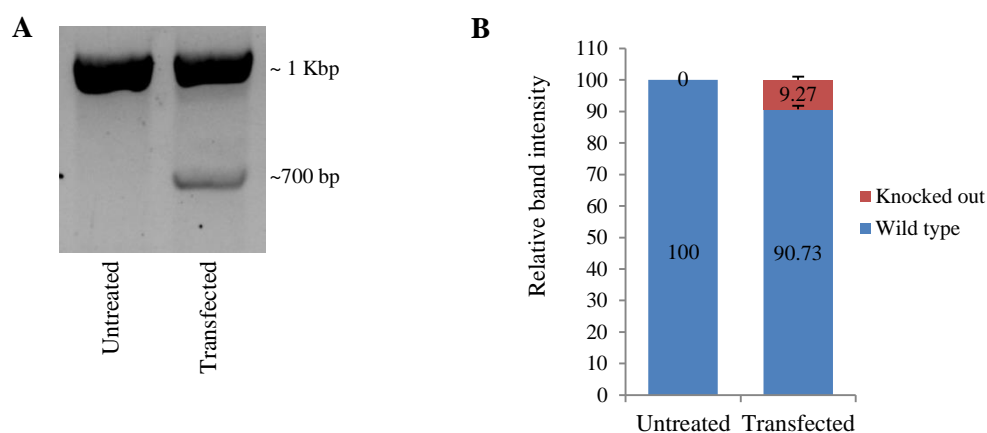 A
~ 1 Kbp
~700 bp
Untreated
Transfected
B
Relative band intensity
110
100
90
80
70
60
50
40
30
20
10
0
0
100
9.27
90.73
Untreated
Transfected
Knocked out
Wild type